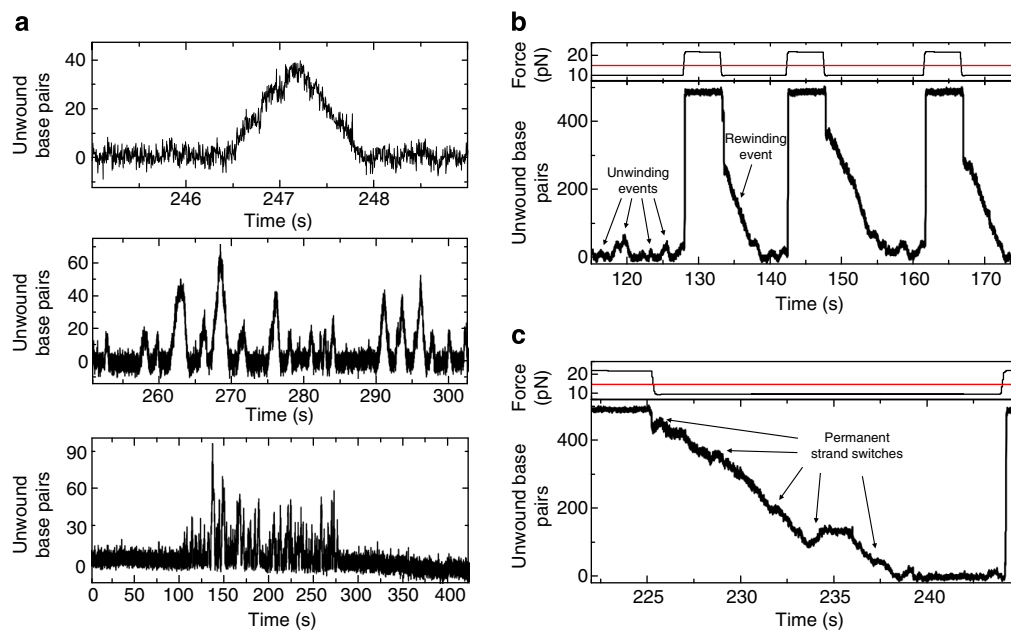 a
Unwound
base pairs
40
20
0
246
247
248
Time (s)
Unwound
base pairs
60
40
20
0
260
270
280
290
300
Time (s)
Unwound
base pairs
90
60
30
0
0
50
100
150
200
250
300
350
400
Time (s)
b
Force
(pN)
20
10
Unwound base
pairs
400
200
0
Unwinding
events
Rewinding
event
120
130
140
150
160
170
Time (s)
c
Force
(pN)
20
10
Unwound base
pairs
400
200
0
Permanent
strand switches
225
230
235
240
Time (s)